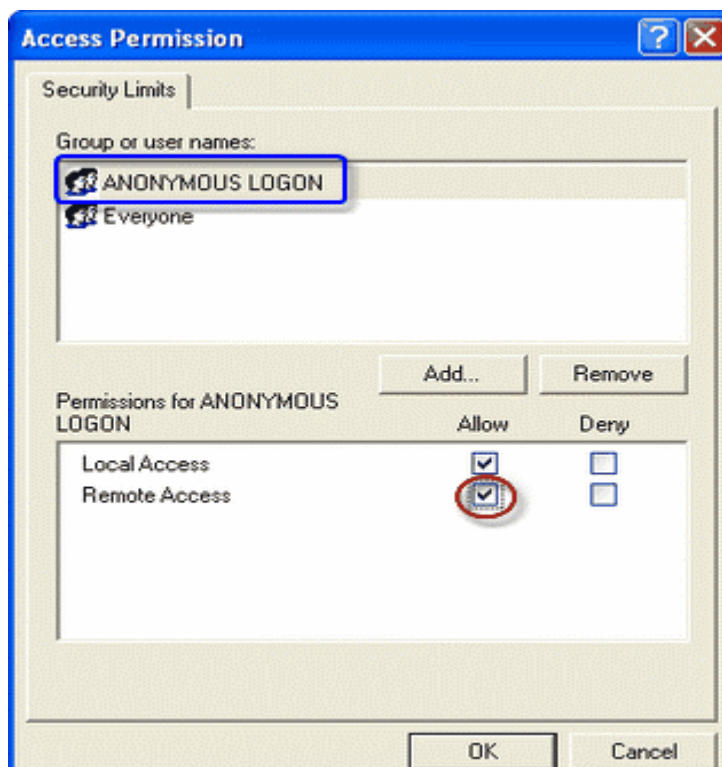 Access Permission
Security Limits
Group or user names:
ANONYMOUS LOGON
Everyone
Add... Remove
Permissions for ANONYMOUS
LOGON Allow Deny
Local Access
Remote Access
OK Cancel